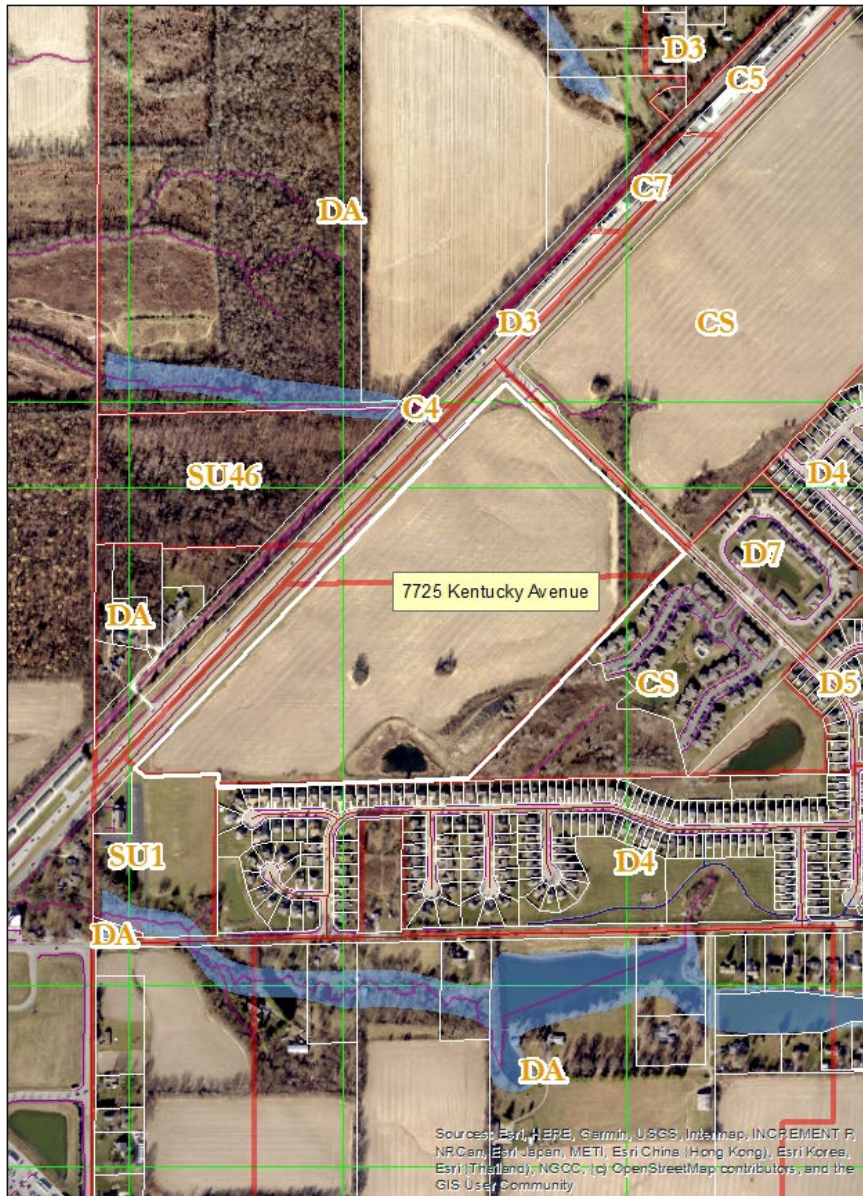 D3
C5
C7
DA
D3
CS
C4
SU46
D4
D7
7725 Kentucky Avenue
DA
CS
D5
SU1
D4
DA
DA
Sources: Esri, HERE, Garmin, USGS, Intermap, INCREMENT P,
NRCan, Esri Japan, METI, Esri China (Hong Kong), Esri Korea,
Esri (Thailand), NGCC, (c) OpenStreetMap contributors, and the
GIS User Community